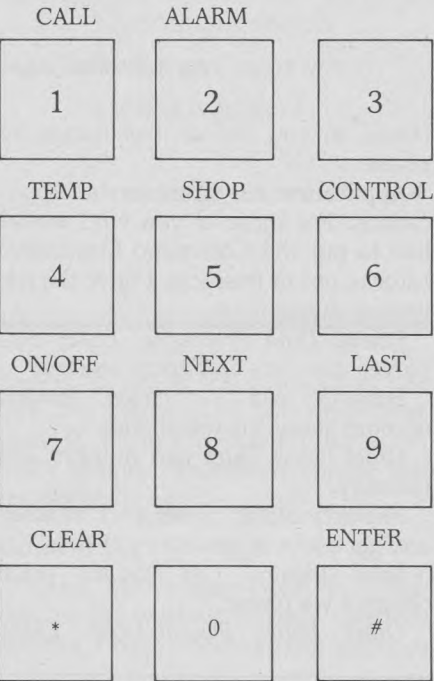 CALL ALARM
1 2 3
TEMP SHOP CONTROL
4 5 6
ON/OFF NEXT LAST
7 8 9
CLEAR ENTER
* 0 #